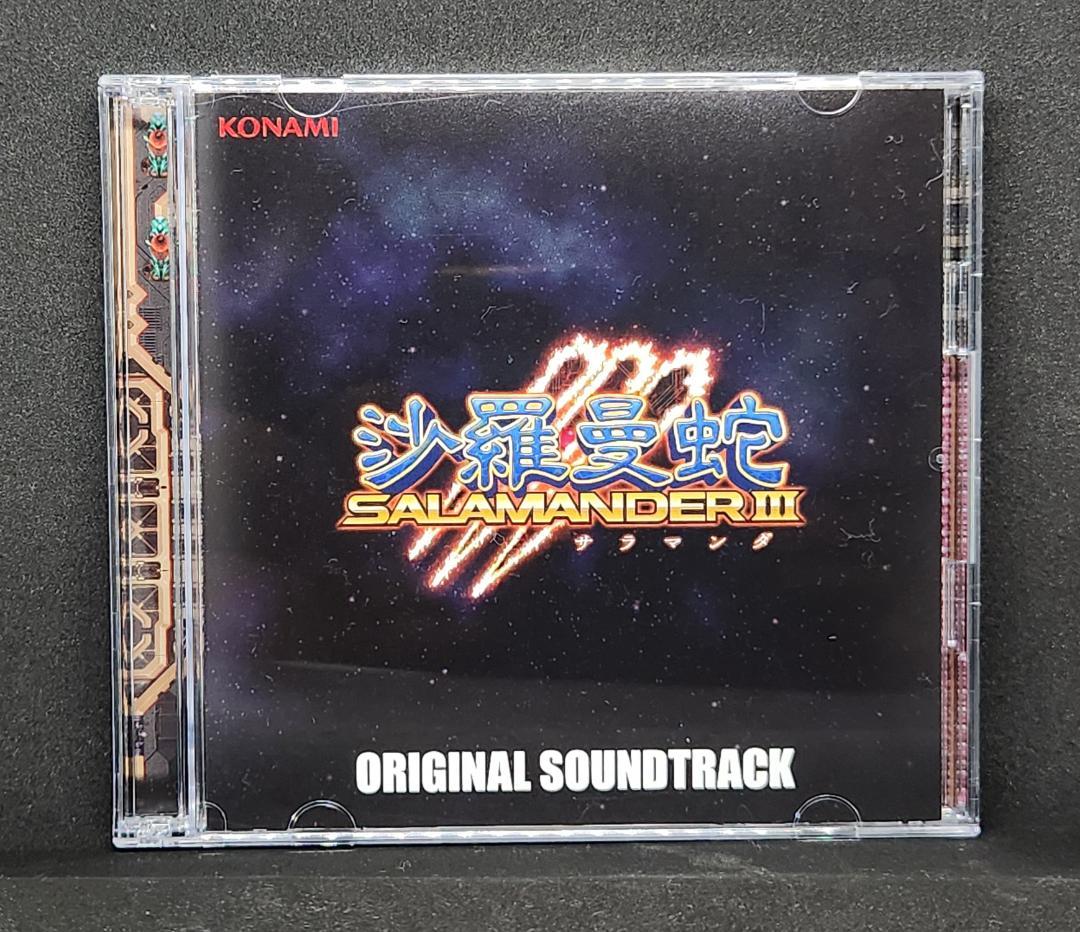 KONAMI
沙羅曼蛇
SALAMANDER III
サラマンダ
ORIGINAL SOUNDTRACK